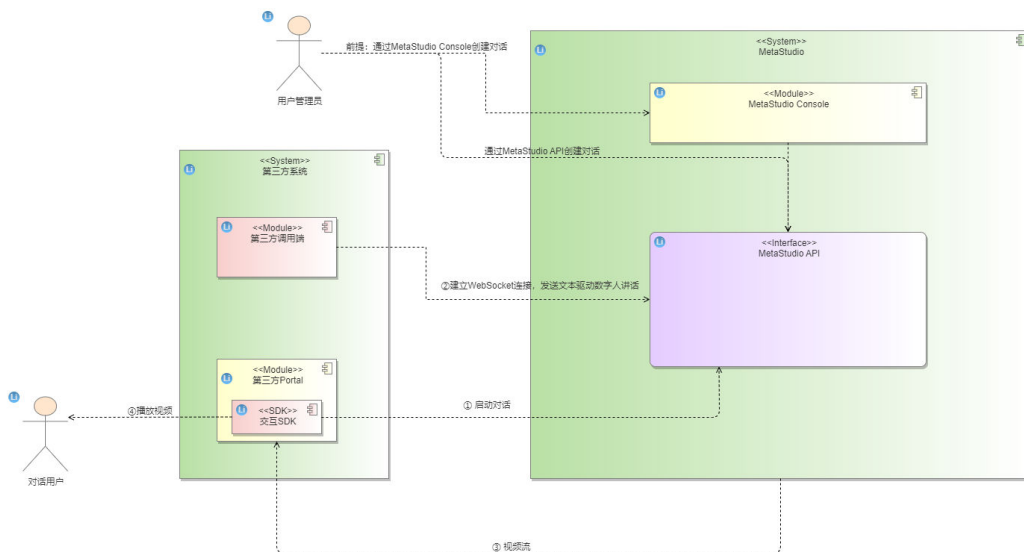 用户管理员
前提：通过MetaStudio Console创建对话
通过MetaStudio API创建对话
<<System>>
MetaStudio
<<Module>>
MetaStudio Console
<<Interface>>
MetaStudio API
<<System>>
第三方系统
<<Module>>
第三方调用端
②建立WebSocket连接，发送文本驱动数字人讲话
<<Module>>
第三方Portal
<<SDK>>
交互SDK
① 启动对话
④播放视频
对话用户
③ 视频流